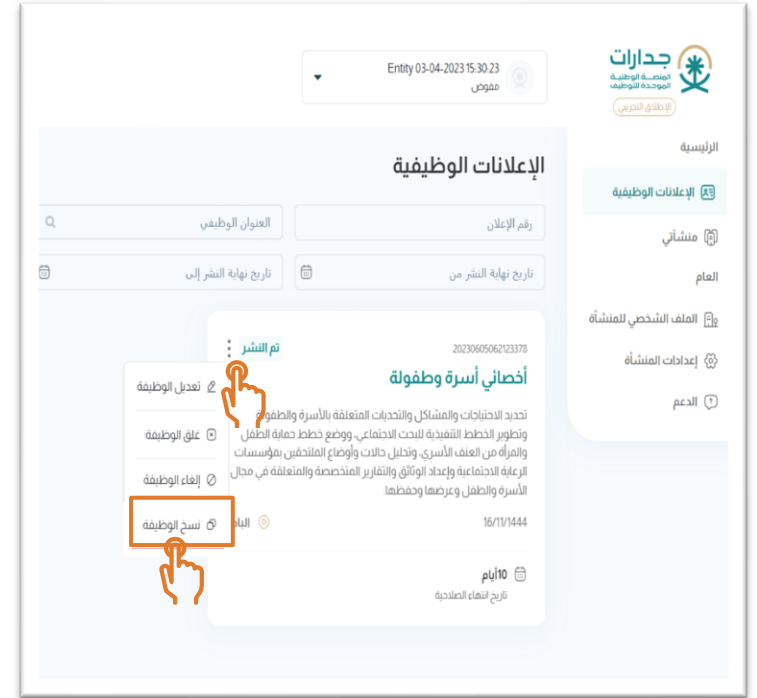 جدارات
المنصة الوطنية
الموحدة للتوظيف
الإطلاق التجريبي
Entity 03-04-2023 15:30:23
مفوض
الرئيسية
الإعلانات الوظيفية
منشآتي
العام
الملف الشخصي للمنشأة
إعدادات المنشأة
الدعم
الإعلانات الوظيفية
رقم الإعلان
العنوان الوظيفي
تاريخ نهاية النشر من
تاريخ نهاية النشر إلى
20230605062123378
تم النشر
أخصائي أسرة وطفولة
تحديد الاحتياجات والمشاكل والتحديات المتعلقة بالأسرة والطفولة
وتطوير الخطط التنفيذية للبحث الاجتماعي، ووضع خطط حماية الطفل
والمرأة من العنف الأسري، وتحليل حالات وأوضاع الملتحقين بمؤسسات
الرعاية الاجتماعية وإعداد الوثائق والتقارير المتخصصة والمتعلقة في مجال
الأسرة والطفل وعرضها وحفظها.
16/11/1444
10أيام
تاريخ انتهاء الصلاحية
تعديل الوظيفة
غلق الوظيفة
إلغاء الوظيفة
نسخ الوظيفة